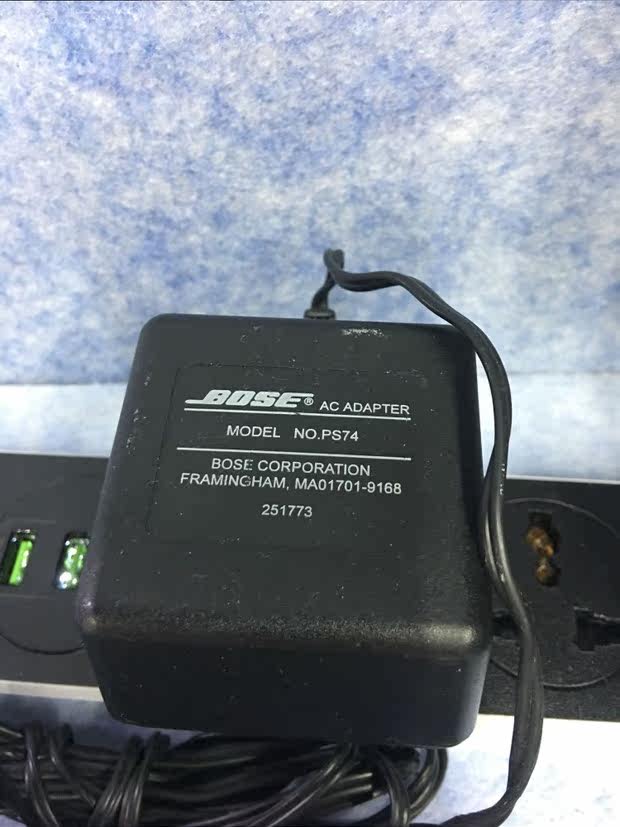 BOSE® AC ADAPTER
MODEL NO.PS74
BOSE CORPORATION
FRAMINGHAM, MA01701-9168
251773